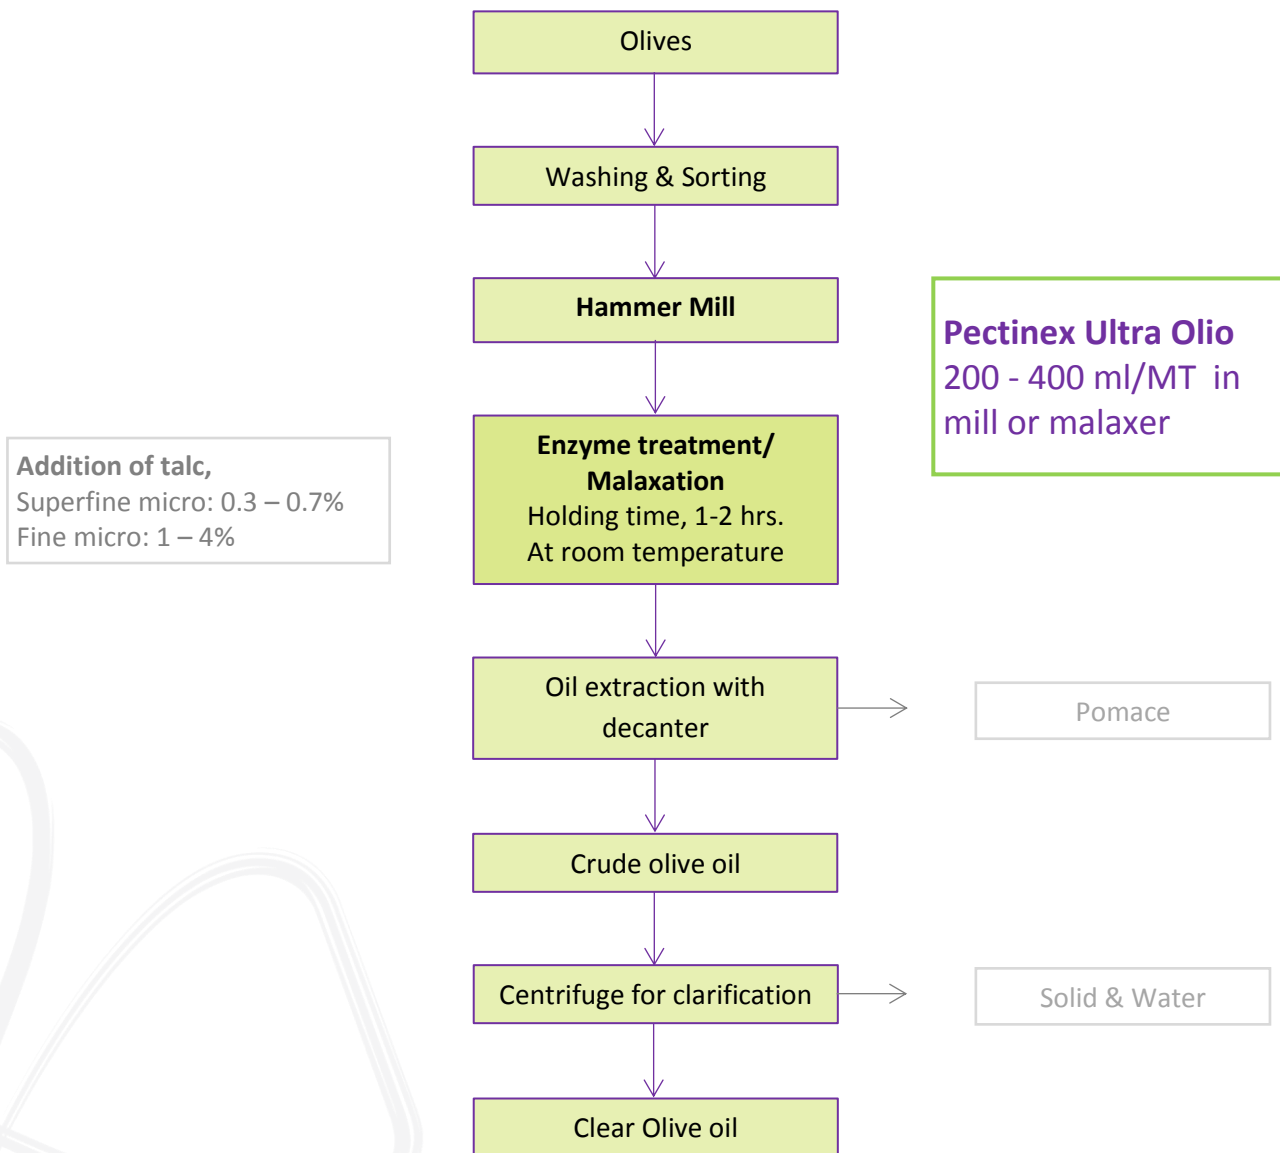 Olives
Washing & Sorting
Hammer Mill
Pectinex Ultra Olio
200 - 400 ml/MT in
mill or malaxer
Addition of talc,
Superfine micro: 0.3 – 0.7%
Fine micro: 1 – 4%
Enzyme treatment/
Malaxation
Holding time, 1-2 hrs.
At room temperature
Oil extraction with
decanter
Pomace
Crude olive oil
Centrifuge for clarification
Solid & Water
Clear Olive oil